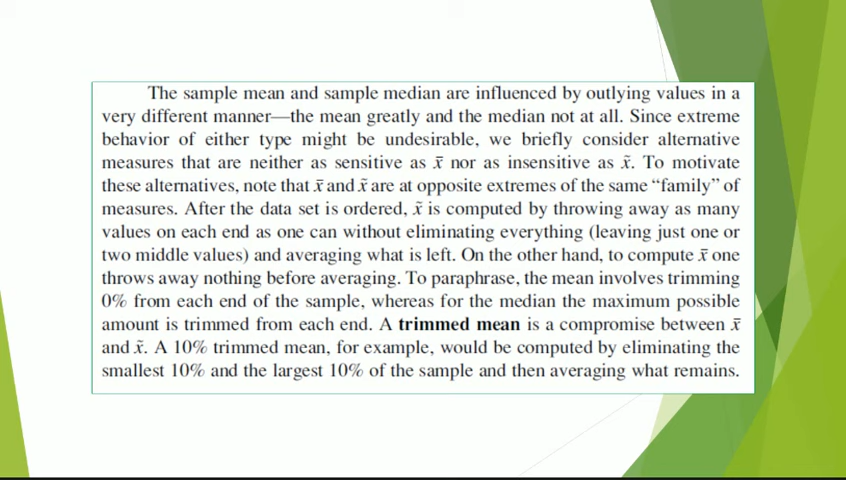 The sample mean and sample median are influenced by outlying values in a
very different manner—the mean greatly and the median not at all. Since extreme
behavior of either type might be undesirable, we briefly consider alternative
measures that are neither as sensitive as x̄ nor as insensitive as x̃. To motivate
these alternatives, note that x̄ and x̃ are at opposite extremes of the same “family” of
measures. After the data set is ordered, x̃ is computed by throwing away as many
values on each end as one can without eliminating everything (leaving just one or
two middle values) and averaging what is left. On the other hand, to compute x̄ one
throws away nothing before averaging. To paraphrase, the mean involves trimming
0% from each end of the sample, whereas for the median the maximum possible
amount is trimmed from each end. A trimmed mean is a compromise between x̄
and x̃. A 10% trimmed mean, for example, would be computed by eliminating the
smallest 10% and the largest 10% of the sample and then averaging what remains.